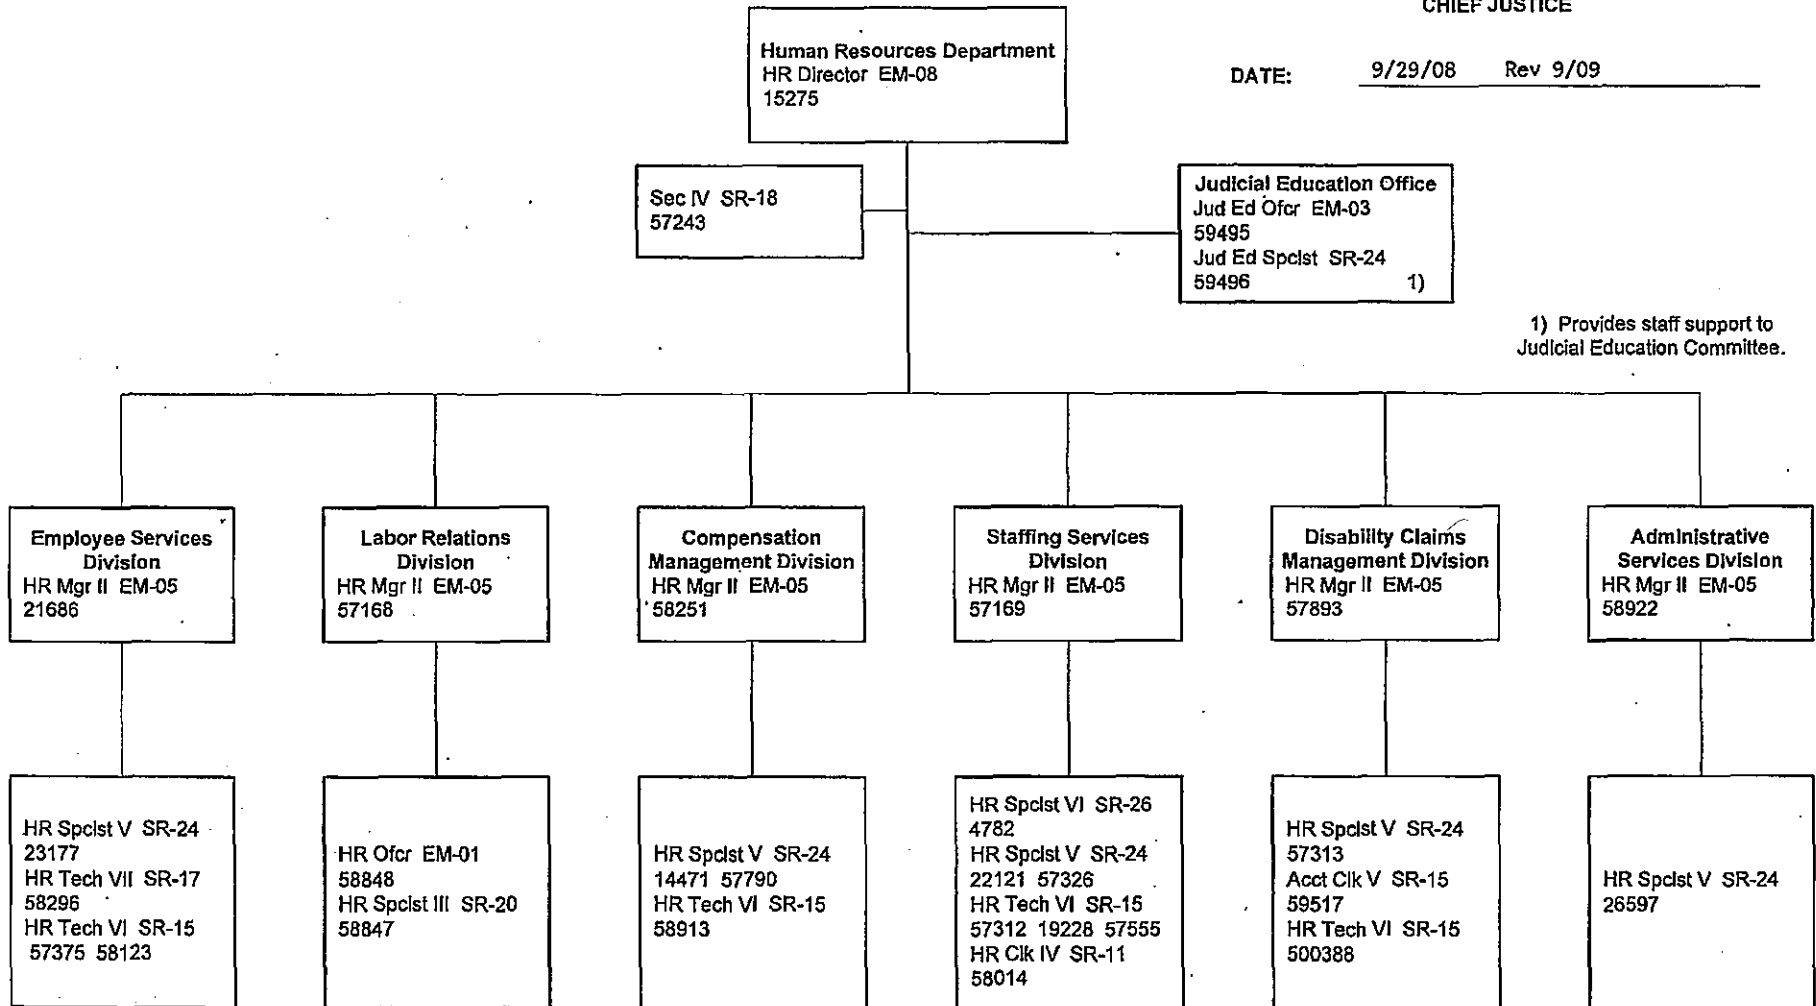 CHIEF JUSTICE
DATE: 9/29/08 Rev 9/09
Human Resources Department
HR Director EM-08
15275
Sec IV SR-18
57243
Judicial Education Office
Jud Ed Ofcr EM-03
59495
Jud Ed Spclst SR-24
59496 1)
1) Provides staff support to
Judicial Education Committee.
Employee Services
Division
HR Mgr II EM-05
21686
Labor Relations
Division
HR Mgr II EM-05
57168
Compensation
Management Division
HR Mgr II EM-05
58251
Staffing Services
Division
HR Mgr II EM-05
57169
Disability Claims
Management Division
HR Mgr II EM-05
57893
Administrative
Services Division
HR Mgr II EM-05
58922
HR Spclst V SR-24
23177
HR Tech VII SR-17
58296
HR Tech VI SR-15
57375 58123
HR Ofcr EM-01
58848
HR Spclst III SR-20
58847
HR Spclst V SR-24
14471 57790
HR Tech VI SR-15
58913
HR Spclst VI SR-26
4782
HR Spclst V SR-24
22121 57326
HR Tech VI SR-15
57312 19228 57555
HR Clk IV SR-11
58014
HR Spclst V SR-24
57313
Acct Clk V SR-15
59517
HR Tech VI SR-15
500388
HR Spclst V SR-24
26597